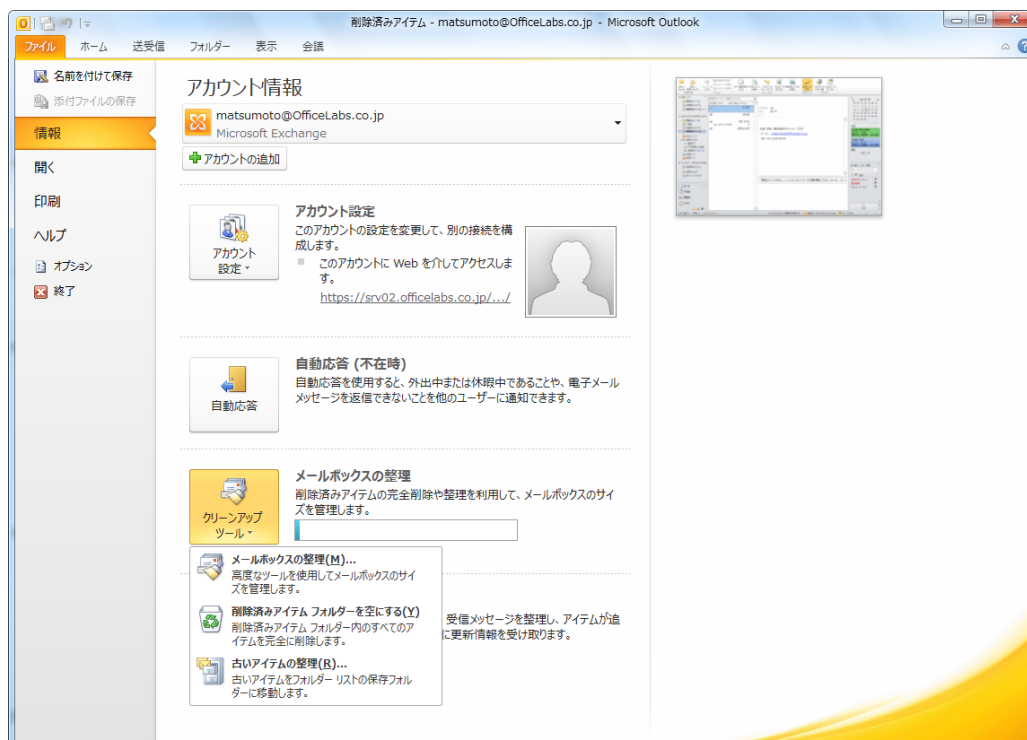 削除済みアイテム - matsumoto@OfficeLabs.co.jp - Microsoft Outlook
ファイル ホーム 送受信 フォルダー 表示 会議
名前を付けて保存
添付ファイルの保存
情報
開く
印刷
ヘルプ
オプション
終了
アカウント情報
matsumoto@OfficeLabs.co.jp
Microsoft Exchange
アカウントの追加
アカウント
設定
アカウント設定
このアカウントの設定を変更して、別の接続を構
成します。
このアカウントに Web を介してアクセスしま
す。
https://srv02.officelabs.co.jp/.../
自動応答
自動応答 (不在時)
自動応答を使用すると、外出中または休暇中であることや、電子メール
メッセージを返信できないことを他のユーザーに通知できます。
クリーンアップ
ツール
メールボックスの整理
削除済みアイテムの完全削除や整理を利用して、メールボックスのサイ
ズを管理します。
メールボックスの整理(M)...
高度なツールを使用してメールボックスのサイ
ズを管理します。
削除済みアイテム フォルダーを空にする(Y)
削除済みアイテム フォルダー内のすべてのア
イテムを完全に削除します。
古いアイテムの整理(R)...
古いアイテムをフォルダー リストの保存フォル
ダーに移動します。
受信メッセージを整理し、アイテムが追
に更新情報を受け取ります。